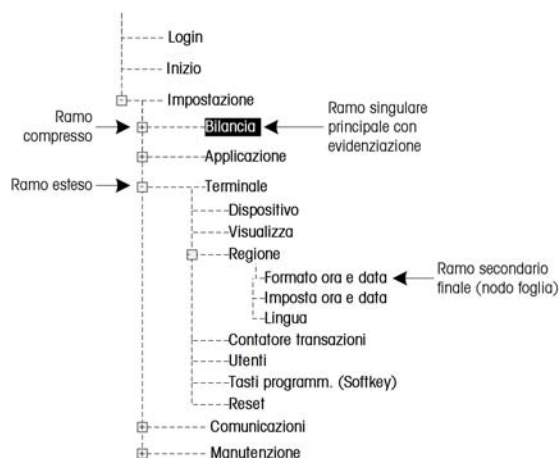 Login
Inizio
Impostazione
Ramo
compresso
Bilancia
Ramo singulare
principale con
evidenziazione
Applicazione
Ramo esteso
Terminale
Dispositivo
Visualizza
Regione
Formato ora e data
Ramo secondario
finale (nodo foglia)
Imposta ora e data
Lingua
Contatore transazioni
Utenti
Tasti programm. (Softkey)
Reset
Comunicazioni
Manutenzione